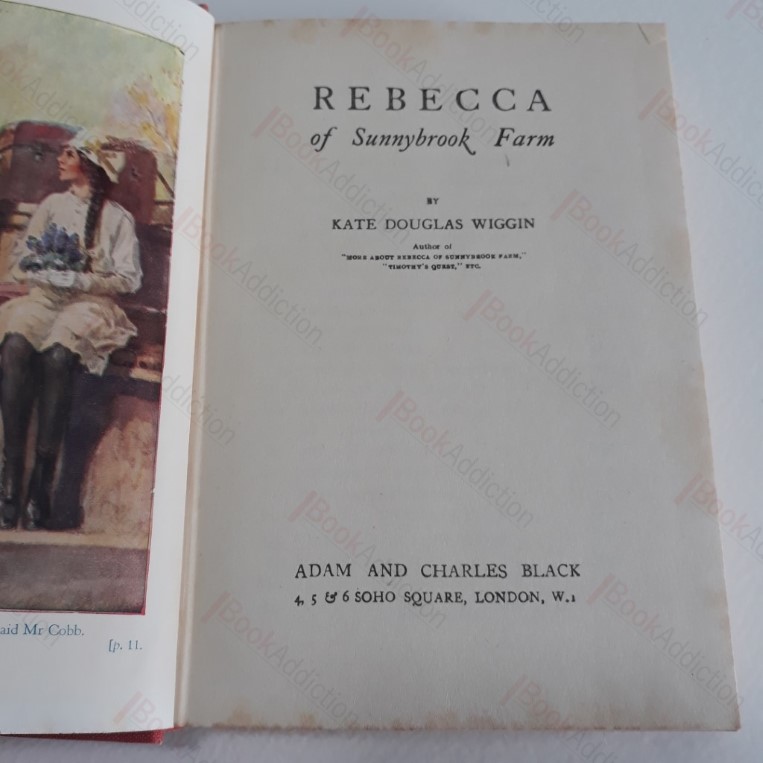 REBECCA
of Sunnybrook Farm
BY
KATE DOUGLAS WIGGIN
Author of
"MORE ABOUT REBECCA OF SUNNYBROOK FARM,"
"TIMOTHY'S QUEST," ETC.
ADAM AND CHARLES BLACK
4, 5 & 6 SOHO SQUARE, LONDON, W.1
aid Mr Cobb.
[p. 11.
BookAddiction